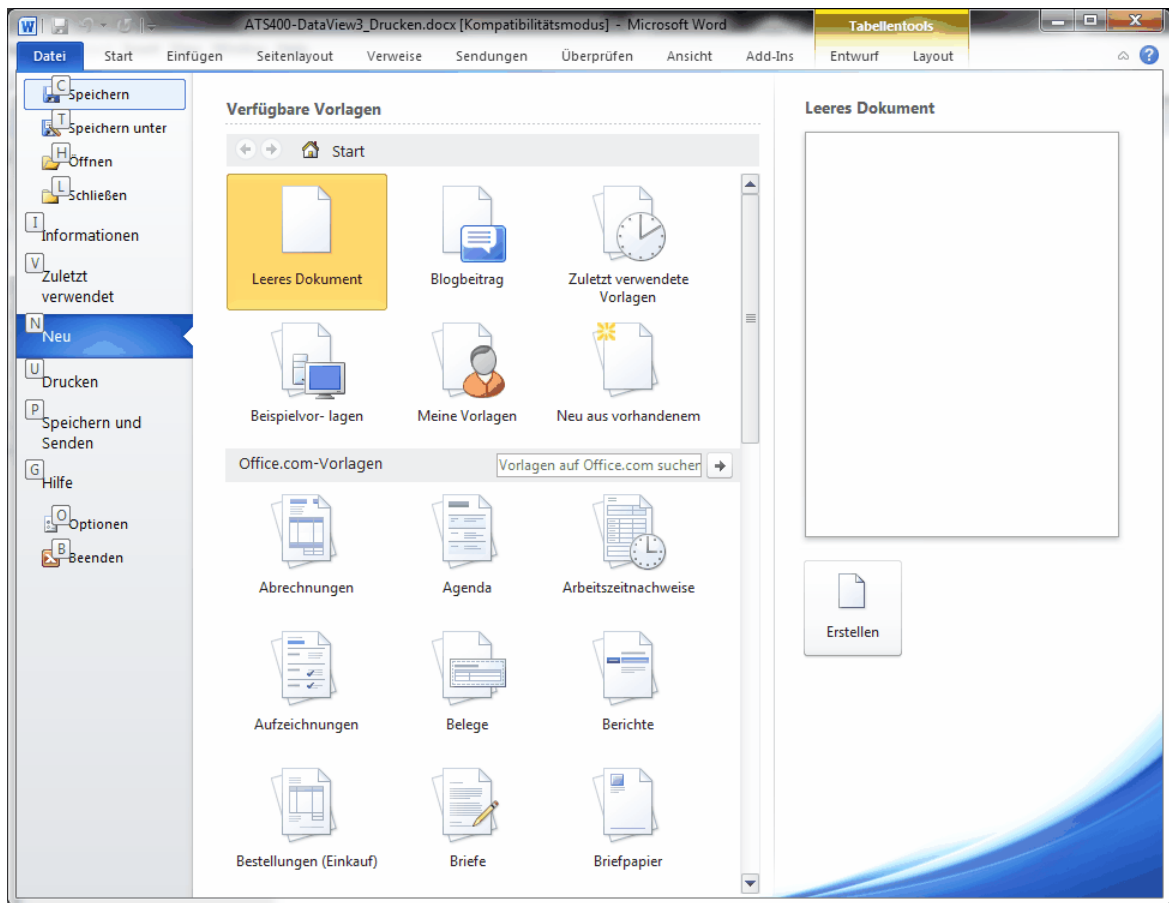 ATS400-DataView3_Drucken.docx [Kompatibilitätsmodus] - Microsoft Word
Tabellentools
Datei Start Einfügen Seitenlayout Verweise Sendungen Überprüfen Ansicht Add-Ins Entwurf Layout
C
Speichern
T
Speichern unter
H
Öffnen
L
Schließen
I
Informationen
V
Zuletzt
verwendet
N
Neu
U
Drucken
P
Speichern und
Senden
G
Hilfe
O
Optionen
B
Beenden
Verfügbare Vorlagen
Start
Leeres Dokument
Blogbeitrag
Zuletzt verwendete
Vorlagen
Beispielvor- lagen
Meine Vorlagen
Neu aus vorhandenem
Office.com-Vorlagen
Vorlagen auf Office.com sucher
Abrechnungen
Agenda
Arbeitszeitnachweise
Aufzeichnungen
Belege
Berichte
Bestellungen (Einkauf)
Briefe
Briefpapier
Leeres Dokument
Erstellen